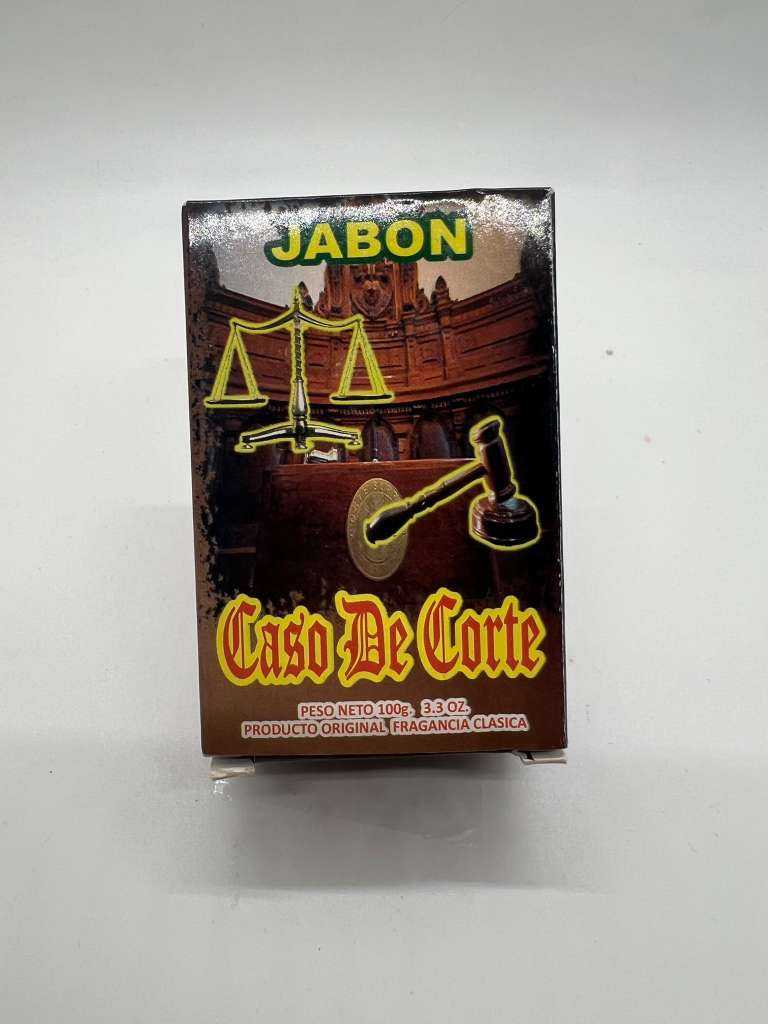 JABON
Caso De Corte
PESO NETO 100g. 3.3 OZ.
PRODUCTO ORIGINAL FRAGANCIA CLASICA